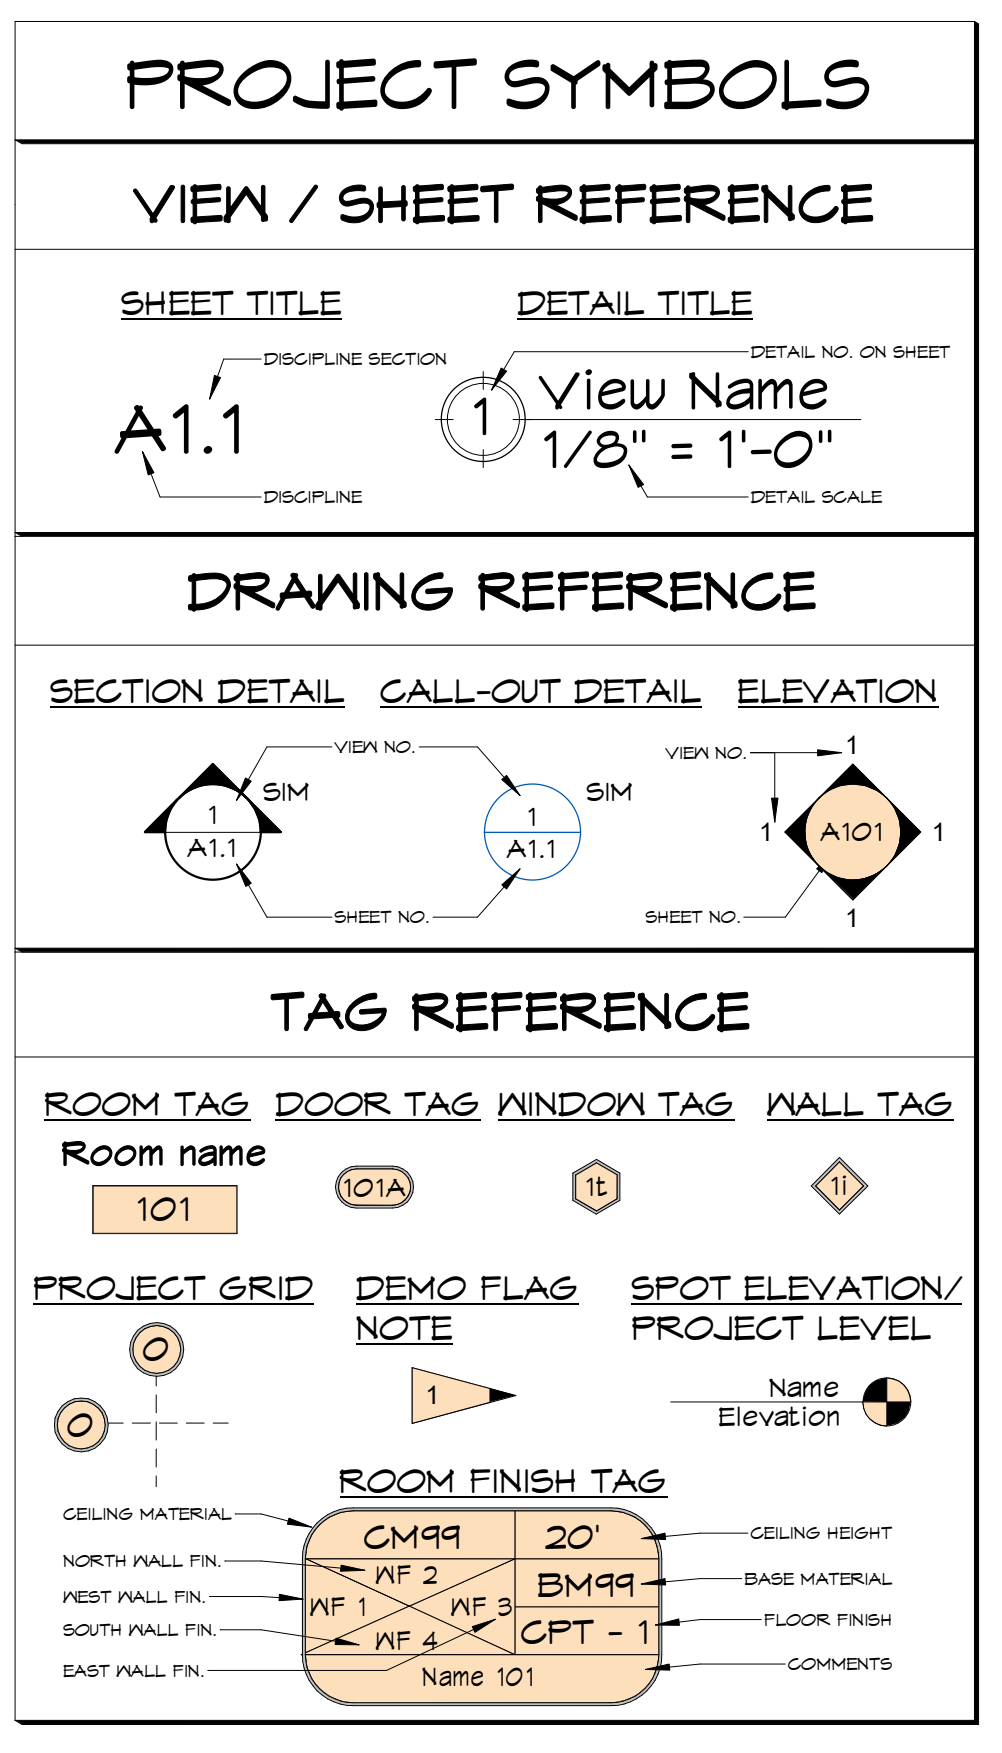 PROJECT SYMBOLS
VIEW / SHEET REFERENCE
SHEET TITLE
DETAIL TITLE
DISCIPLINE SECTION
A1.1
DISCIPLINE
DETAIL NO. ON SHEET
1
View Name
1/8" = 1'-0"
DETAIL SCALE
DRAWING REFERENCE
SECTION DETAIL
CALL-OUT DETAIL
ELEVATION
VIEW NO.
SIM
1
A1.1
SIM
1
A1.1
SHEET NO.
VIEW NO.
1
1
A101
1
SHEET NO.
1
TAG REFERENCE
ROOM TAG
DOOR TAG
WINDOW TAG
WALL TAG
Room name
101
101A
1t
1i
PROJECT GRID
DEMO FLAG
NOTE
SPOT ELEVATION/
PROJECT LEVEL
0
0
1
Name
Elevation
ROOM FINISH TAG
CEILING MATERIAL
NORTH WALL FIN.
WEST WALL FIN.
SOUTH WALL FIN.
EAST WALL FIN.
CM99
20'
WF 2
WF 1
WF 3
WF 4
BM99
CPT - 1
Name 101
CEILING HEIGHT
BASE MATERIAL
FLOOR FINISH
COMMENTS